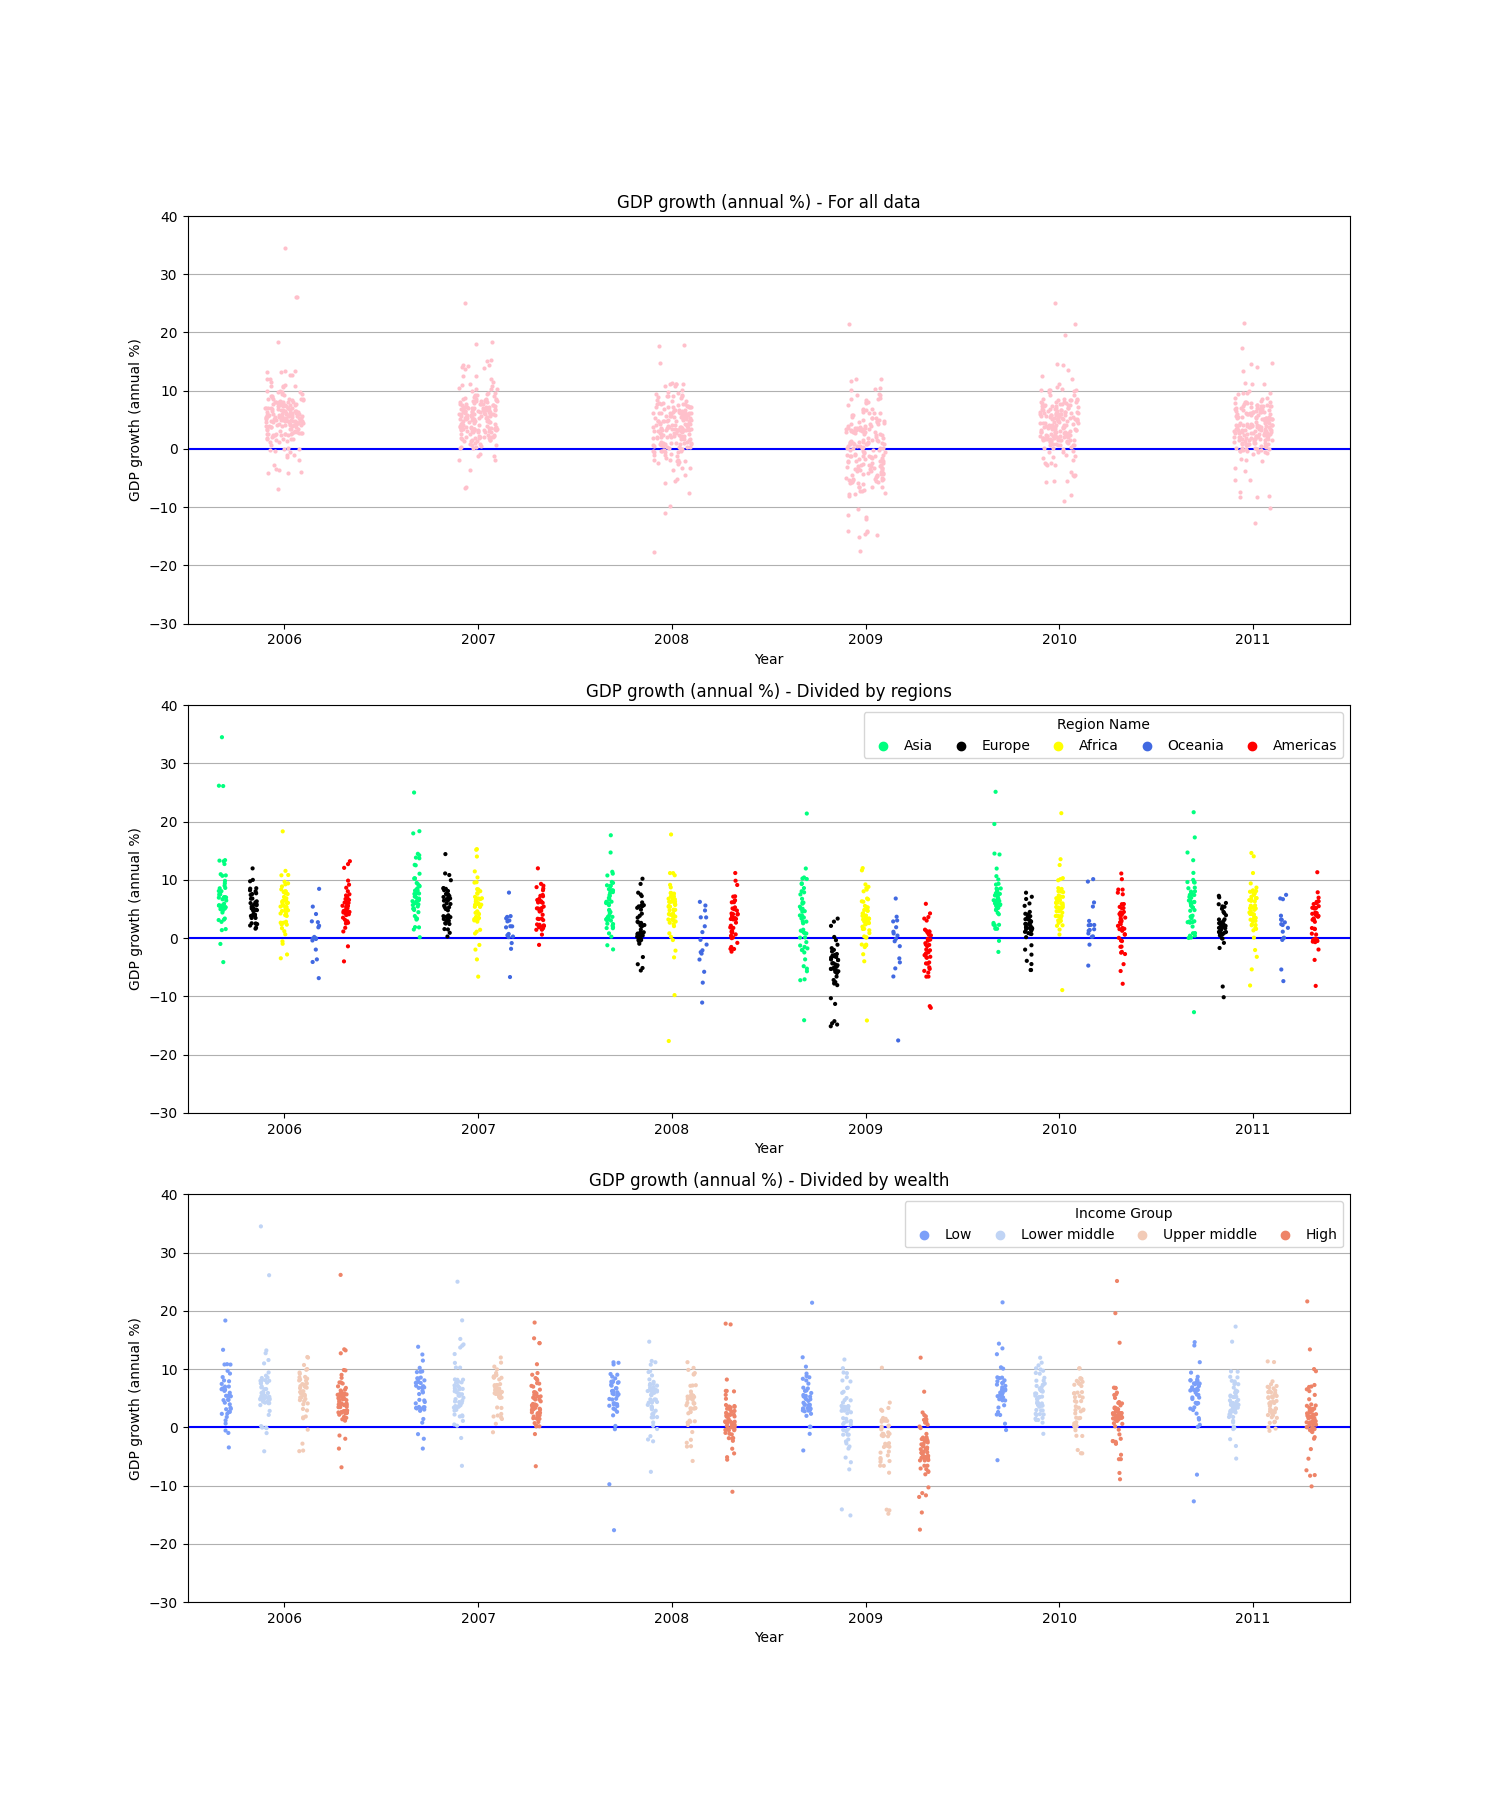 GDP growth (annual %) - For all data
GDP growth (annual %)
40
30
20
10
0
−10
−20
−30
2006 2007 2008 2009 2010 2011
Year
GDP growth (annual %) - Divided by regions
GDP growth (annual %)
Region Name
Asia Europe Africa Oceania Americas
40
30
20
10
0
−10
−20
−30
2006 2007 2008 2009 2010 2011
Year
GDP growth (annual %) - Divided by wealth
GDP growth (annual %)
Income Group
Low Lower middle Upper middle High
40
30
20
10
0
−10
−20
−30
2006 2007 2008 2009 2010 2011
Year